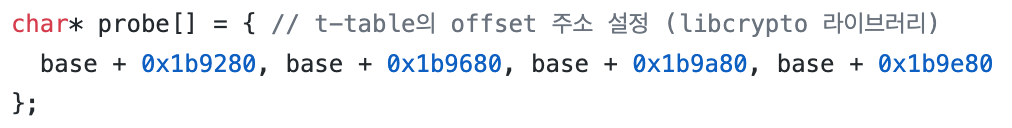 char* probe[] = { // t-table의 offset 주소 설정 (libcrypto 라이브러리)
  base + 0x1b9280, base + 0x1b9680, base + 0x1b9a80, base + 0x1b9e80
};